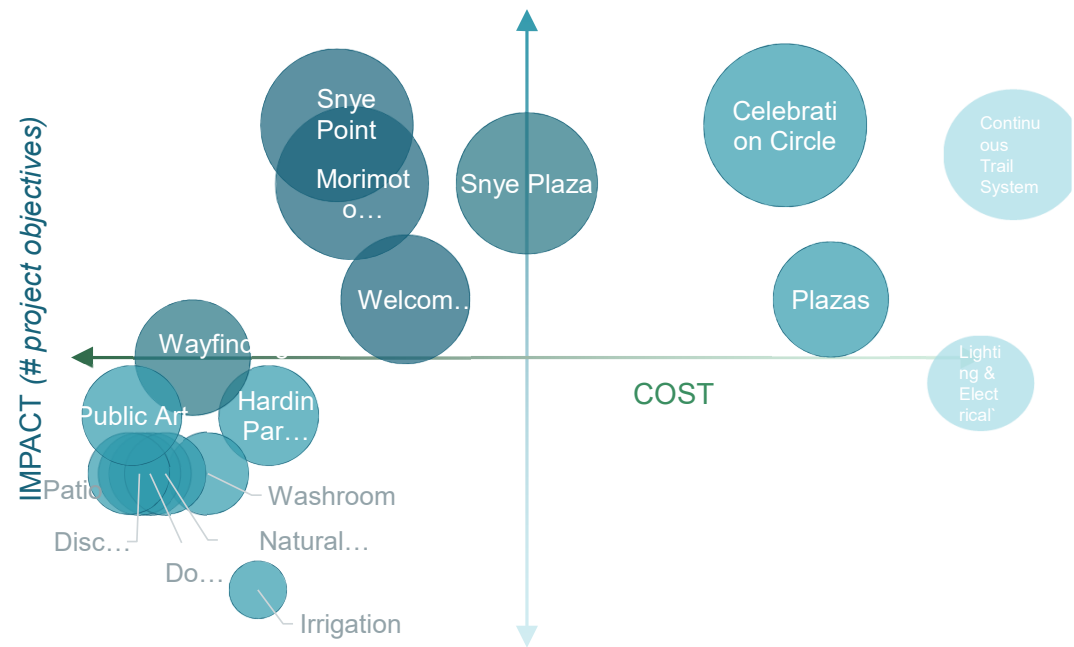 IMPACT (# project objectives)
Snye
Point
Morimot
o…
Snye Plaza
Celebrati
on Circle
Continu
ous
Trail
System
Welcom..
Plazas
Wayfinding
COST
Lighti
ng &
Elect
rical`
Public Art
Hardin
Par…
Patio
Washroom
Disc…
Natural…
Do…
Irrigation